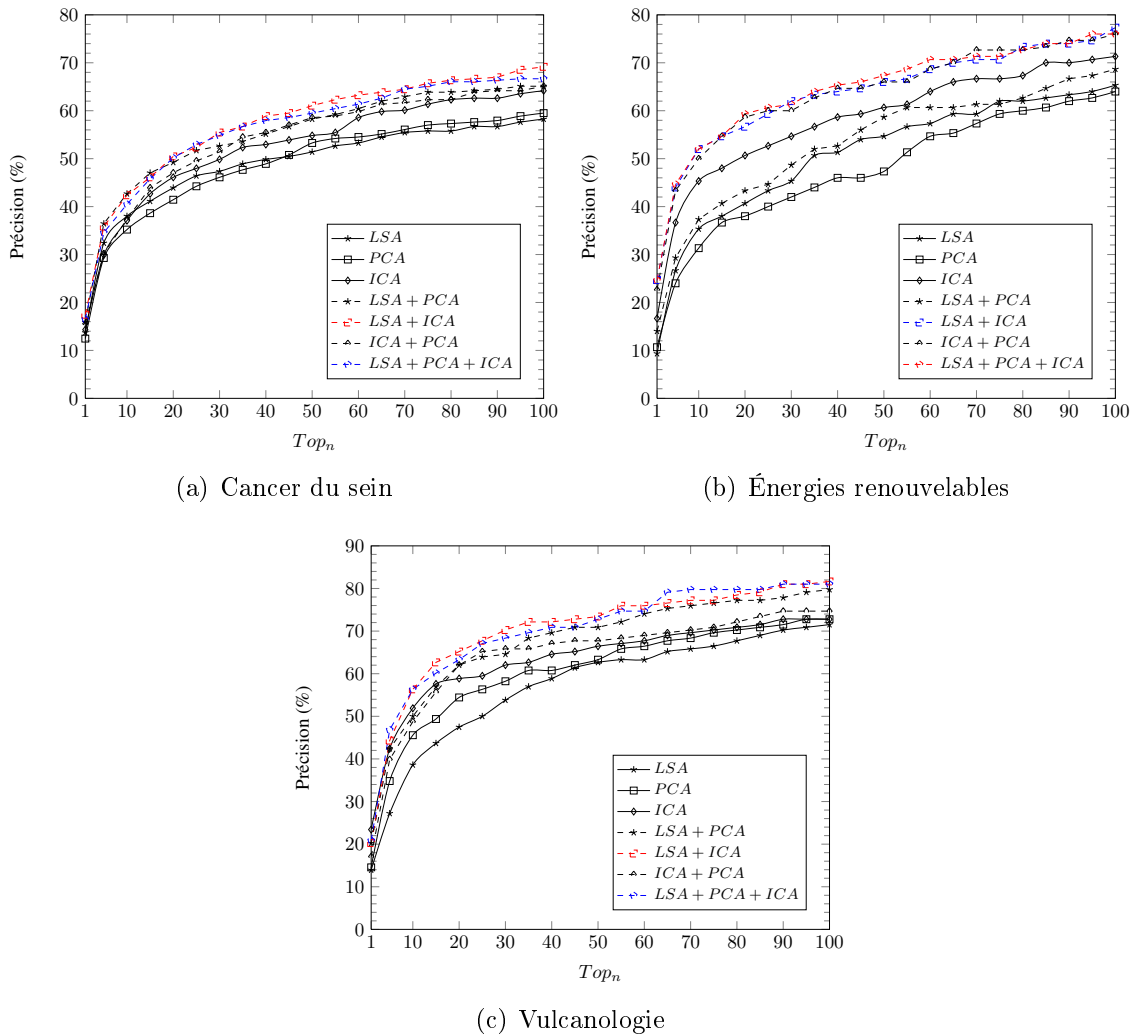 80
70
60
50
40
30
20
10
0
Précision (%)
1 10 20 30 40 50 60 70 80 90 100
Top_n
LSA
PCA
ICA
LSA + PCA
LSA + ICA
ICA + PCA
LSA + PCA + ICA
(a) Cancer du sein
80
70
60
50
40
30
20
10
0
Précision (%)
1 10 20 30 40 50 60 70 80 90 100
Top_n
LSA
PCA
ICA
LSA + PCA
LSA + ICA
ICA + PCA
LSA + PCA + ICA
(b) Énergies renouvelables
90
80
70
60
50
40
30
20
10
0
Précision (%)
1 10 20 30 40 50 60 70 80 90 100
Top_n
LSA
PCA
ICA
LSA + PCA
LSA + ICA
ICA + PCA
LSA + PCA + ICA
(c) Vulcanologie